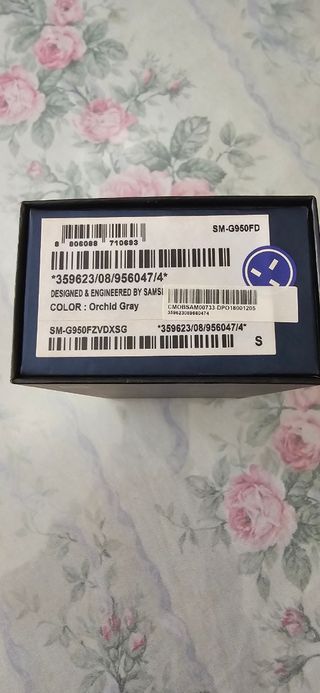 SM-G950FD
8 806088 710693
*359623/08/956047/4*
DESIGNED & ENGINEERED BY SAMS
COLOR : Orchid Gray
CMOBSAM00733-DPO18001205
359623089560474
SM-G950FZVDXSG
*359623/08/956047/4*
S